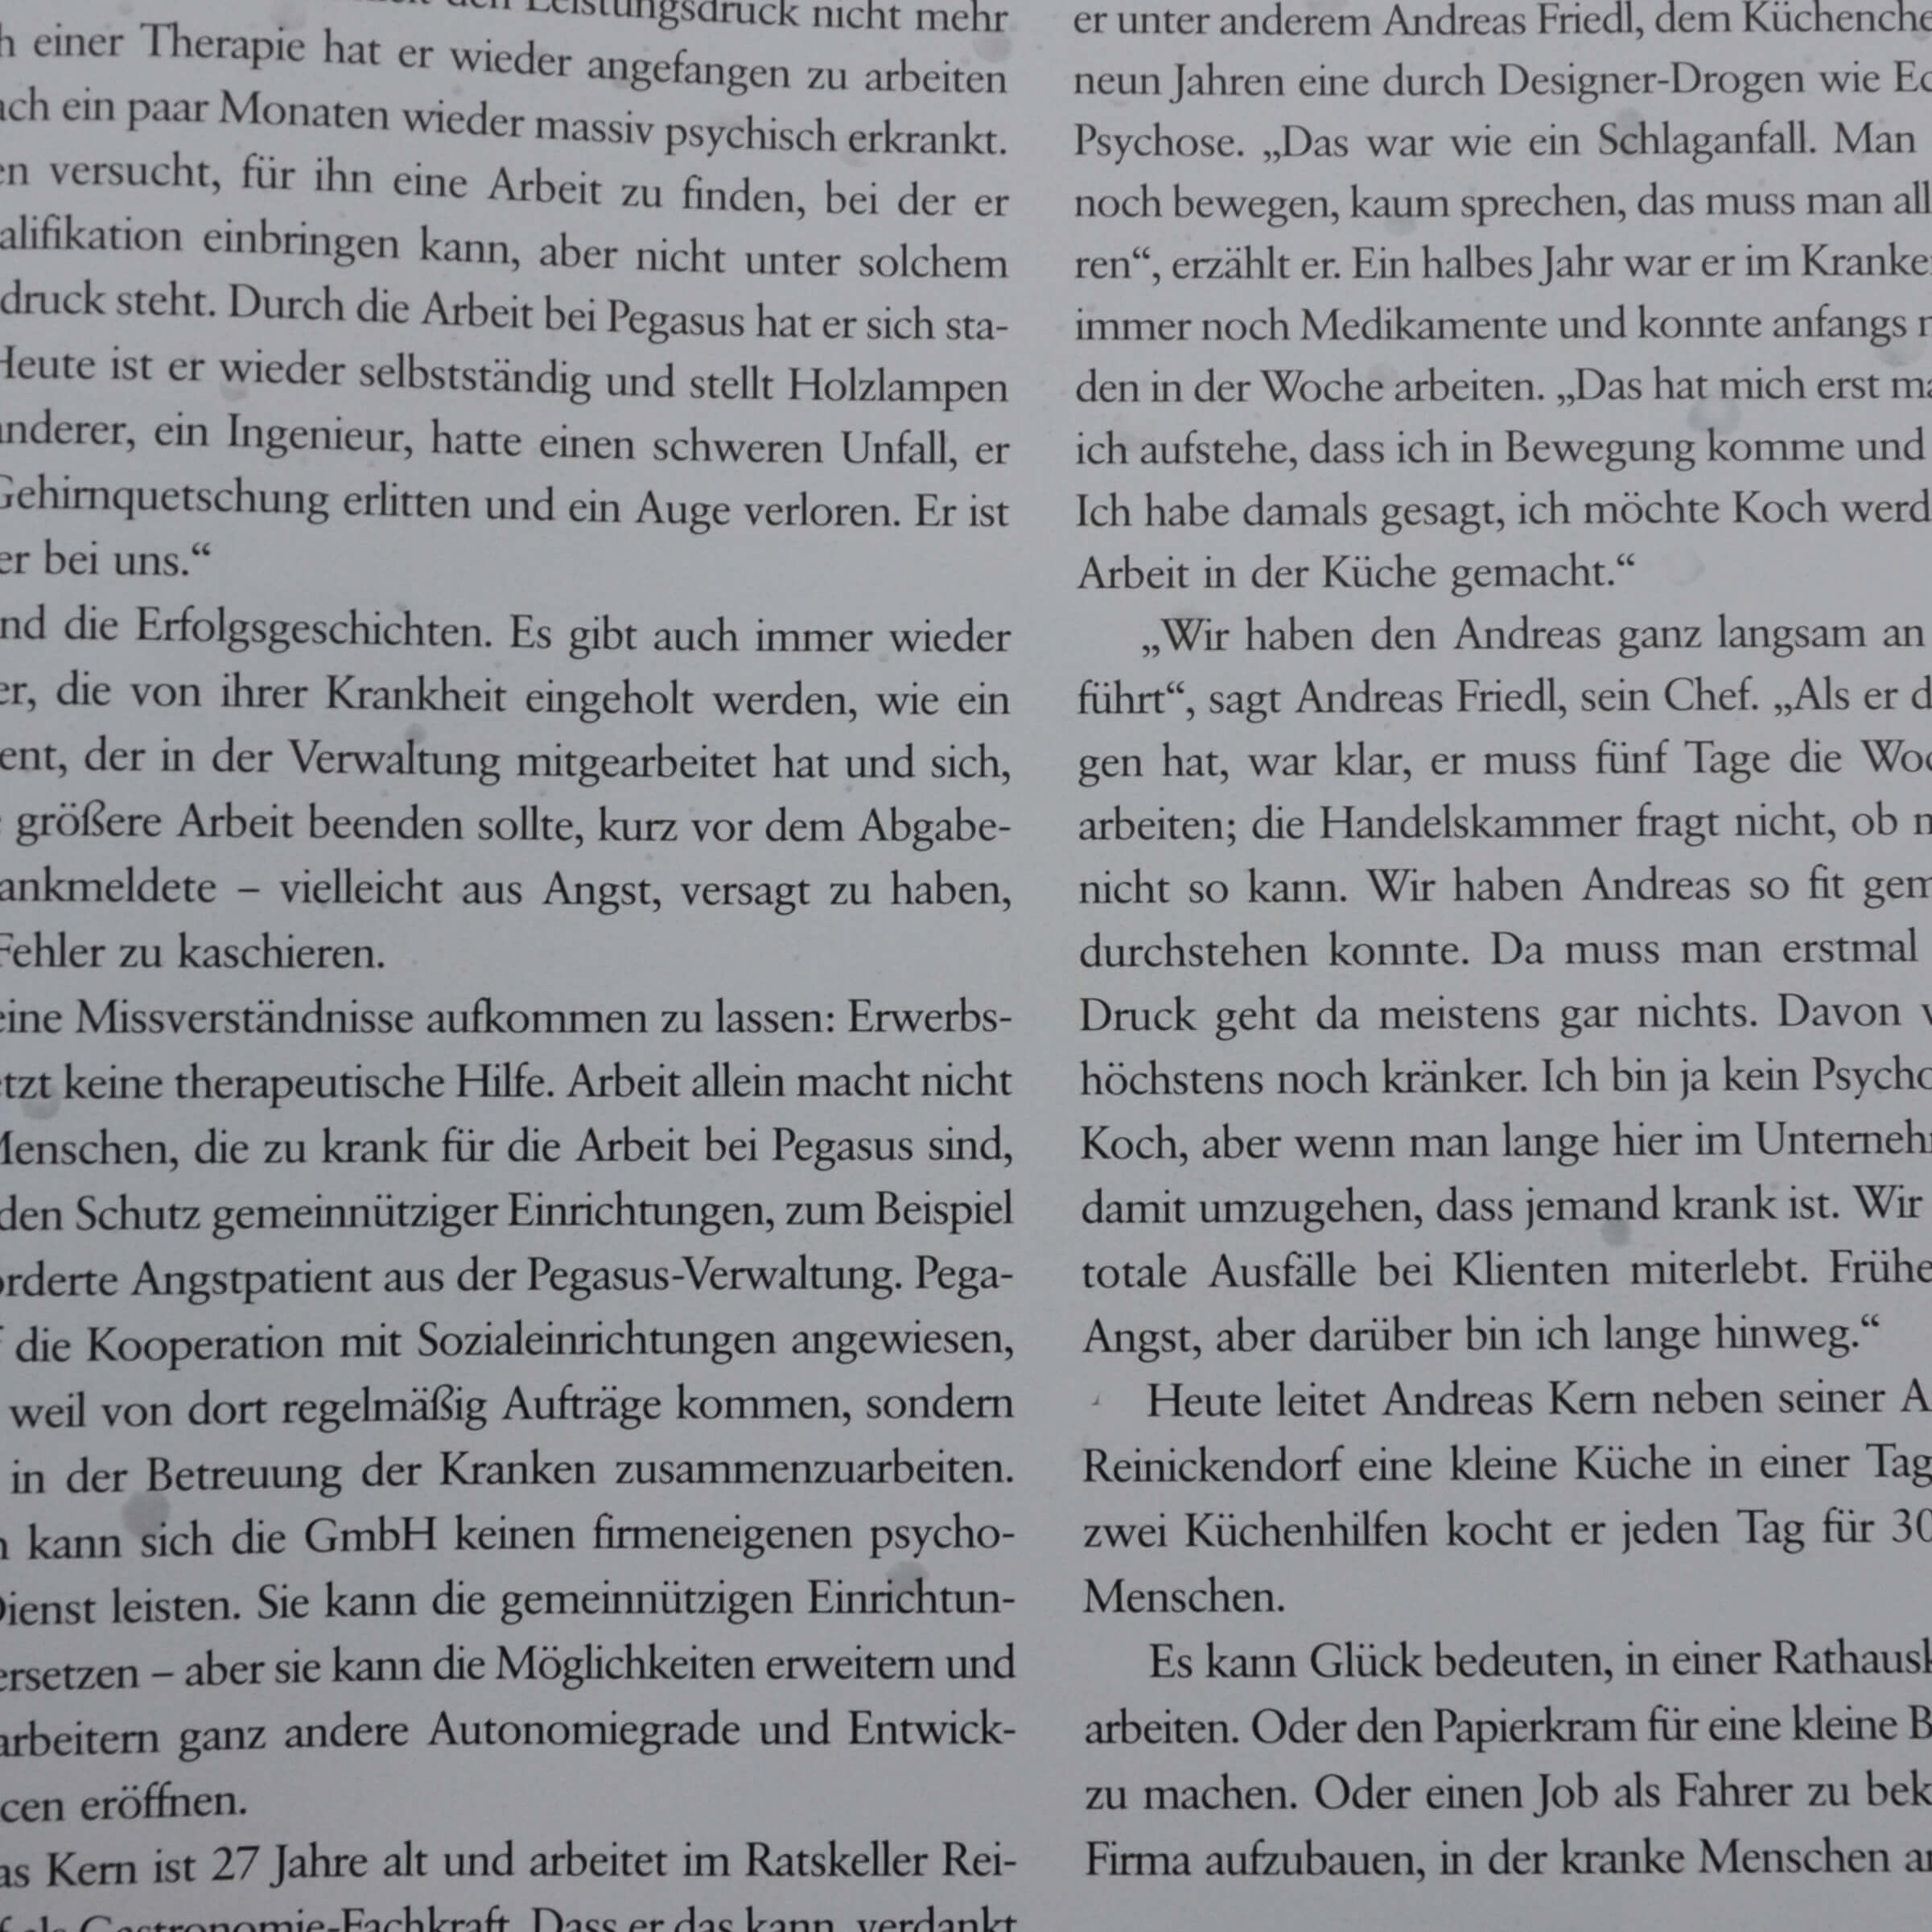 Leistungsdruck nicht mehr
einer Therapie hat er wieder angefangen zu arbeiten
ein paar Monaten wieder massiv psychisch erkrankt.
versucht, für ihn eine Arbeit zu finden, bei der er
alifikation einbringen kann, aber nicht unter solchem
druck steht. Durch die Arbeit bei Pegasus hat er sich sta-
Heute ist er wieder selbstständig und stellt Holzlampen
anderer, ein Ingenieur, hatte einen schweren Unfall, er
Gehirnquetschung erlitten und ein Auge verloren. Er ist
er bei uns.“
nd die Erfolgsgeschichten. Es gibt auch immer wieder
er, die von ihrer Krankheit eingeholt werden, wie ein
ent, der in der Verwaltung mitgearbeitet hat und sich,
größere Arbeit beenden sollte, kurz vor dem Abgabe-
ankmeldete – vielleicht aus Angst, versagt zu haben,
Fehler zu kaschieren.
eine Missverständnisse aufkommen zu lassen: Erwerbs-
tzt keine therapeutische Hilfe. Arbeit allein macht nicht
Menschen, die zu krank für die Arbeit bei Pegasus sind,
den Schutz gemeinnütziger Einrichtungen, zum Beispiel
orderte Angstpatient aus der Pegasus-Verwaltung. Pega-
die Kooperation mit Sozialeinrichtungen angewiesen,
weil von dort regelmäßig Aufträge kommen, sondern
in der Betreuung der Kranken zusammenzuarbeiten.
kann sich die GmbH keinen firmeneigenen psycho-
Dienst leisten. Sie kann die gemeinnützigen Einrichtun-
ersetzen – aber sie kann die Möglichkeiten erweitern und
arbeitern ganz andere Autonomiegrade und Entwick-
cen eröffnen.
as Kern ist 27 Jahre alt und arbeitet im Ratskeller Rei-
als Gastronomie-Fachkraft. Dass er das kann, verdankt
er unter anderem Andreas Friedl, dem Küchenche
neun Jahren eine durch Designer-Drogen wie Ec
Psychose. „Das war wie ein Schlaganfall. Man
noch bewegen, kaum sprechen, das muss man all
ren“, erzählt er. Ein halbes Jahr war er im Kranke
immer noch Medikamente und konnte anfangs
den in der Woche arbeiten. „Das hat mich erst ma
ich aufstehe, dass ich in Bewegung komme und
Ich habe damals gesagt, ich möchte Koch werd
Arbeit in der Küche gemacht.“
„Wir haben den Andreas ganz langsam an
führt“, sagt Andreas Friedl, sein Chef. „Als er d
gen hat, war klar, er muss fünf Tage die Woc
arbeiten; die Handelskammer fragt nicht, ob
nicht so kann. Wir haben Andreas so fit gem
durchstehen konnte. Da muss man erstmal
Druck geht da meistens gar nichts. Davon
höchstens noch kränker. Ich bin ja kein Psycho
Koch, aber wenn man lange hier im Unterneh
damit umzugehen, dass jemand krank ist. Wir
totale Ausfälle bei Klienten miterlebt. Frühe
Angst, aber darüber bin ich lange hinweg.“
Heute leitet Andreas Kern neben seiner A
Reinickendorf eine kleine Küche in einer Tag
zwei Küchenhilfen kocht er jeden Tag für 30
Menschen.
Es kann Glück bedeuten, in einer Rathausk
arbeiten. Oder den Papierkram für eine kleine B
zu machen. Oder einen Job als Fahrer zu bek
Firma aufzubauen, in der kranke Menschen